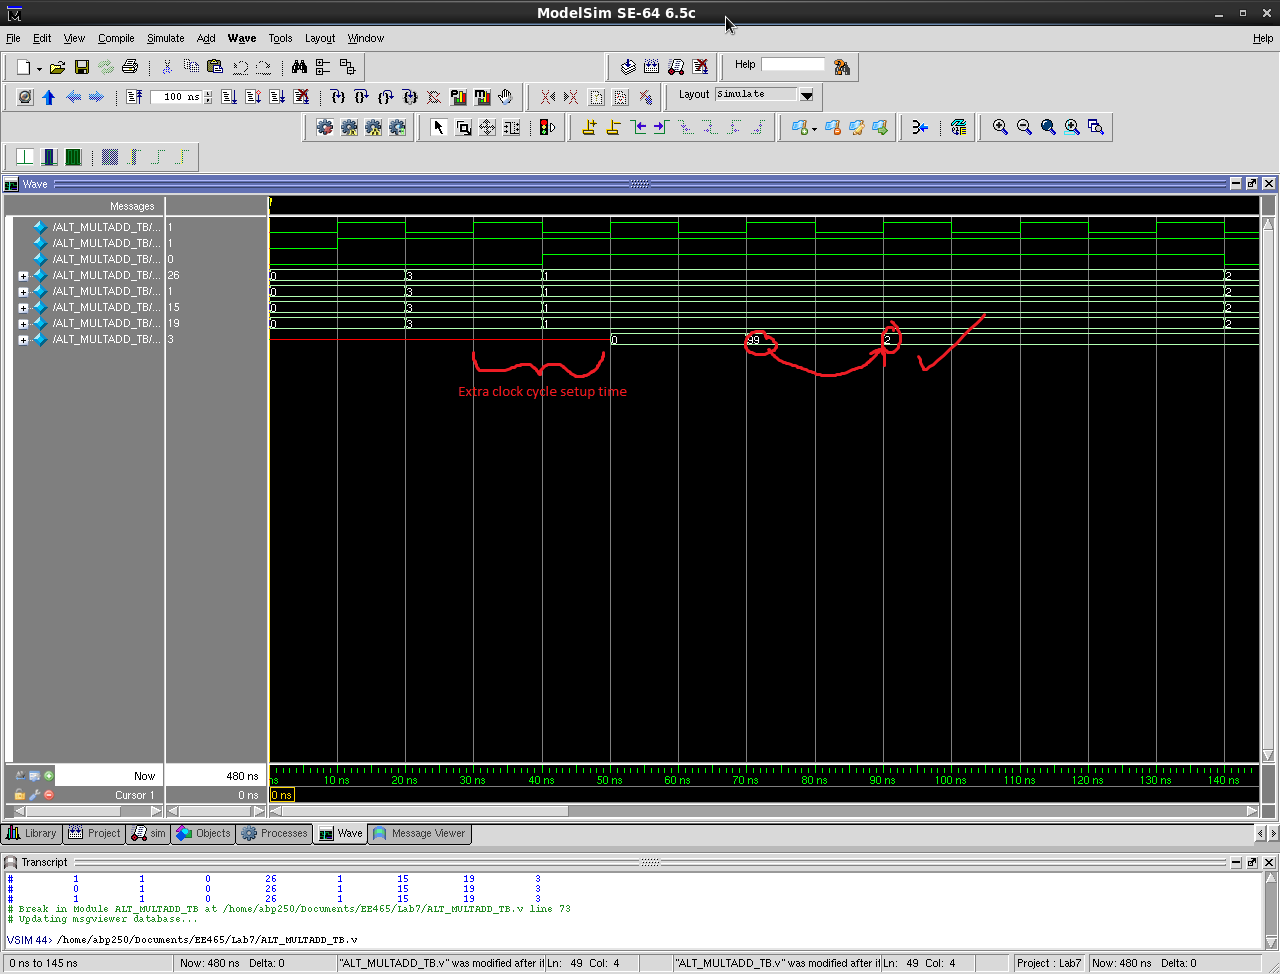 ModelSim SE-64 6.5c
File Edit View Compile Simulate Add Wave Tools Layout Window Help
Help
100 ns Layout Simulate
Wave
Messages
/ALT_MULTADD_TB/... 1
/ALT_MULTADD_TB/... 1
/ALT_MULTADD_TB/... 0
/ALT_MULTADD_TB/... 26 0 3 1 2
/ALT_MULTADD_TB/... 1 0 3 1 2
/ALT_MULTADD_TB/... 15 0 3 1 2
/ALT_MULTADD_TB/... 19 0 3 1 2
/ALT_MULTADD_TB/... 3 0 99 2
Extra clock cycle setup time
Now 480 ns ns 10 ns 20 ns 30 ns 40 ns 50 ns 60 ns 70 ns 80 ns 90 ns 100 ns 110 ns 120 ns 130 ns 140 ns
Cursor 1 0 ns 0 ns
Library Project sim Objects Processes Wave Message Viewer
Transcript
# 1 1 0 26 1 15 19 3
# 0 1 0 26 1 15 19 3
# 1 1 0 26 1 15 19 3
# Break in Module ALT_MULTADD_TB at /home/abp250/Documents/EE465/Lab7/ALT_MULTADD_TB.v line 73
# Updating msgviewer database...
VSIM 44> /home/abp250/Documents/EE465/Lab7/ALT_MULTADD_TB.v
0 ns to 145 ns Now: 480 ns Delta: 0 "ALT_MULTADD_TB.v" was modified after it Ln: 49 Col: 4 "ALT_MULTADD_TB.v" was modified after it Ln: 49 Col: 4 Project : Lab7 Now: 480 ns Delta: 0